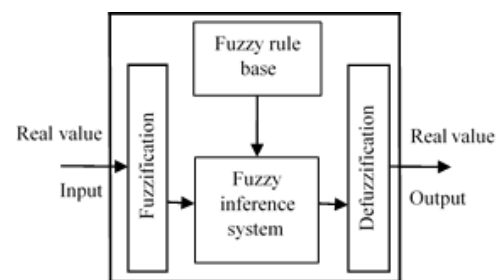 Fuzzy rule
base
Real value
Input
Fuzzification
Fuzzy
inference
system
Defuzzification
Real value
Output